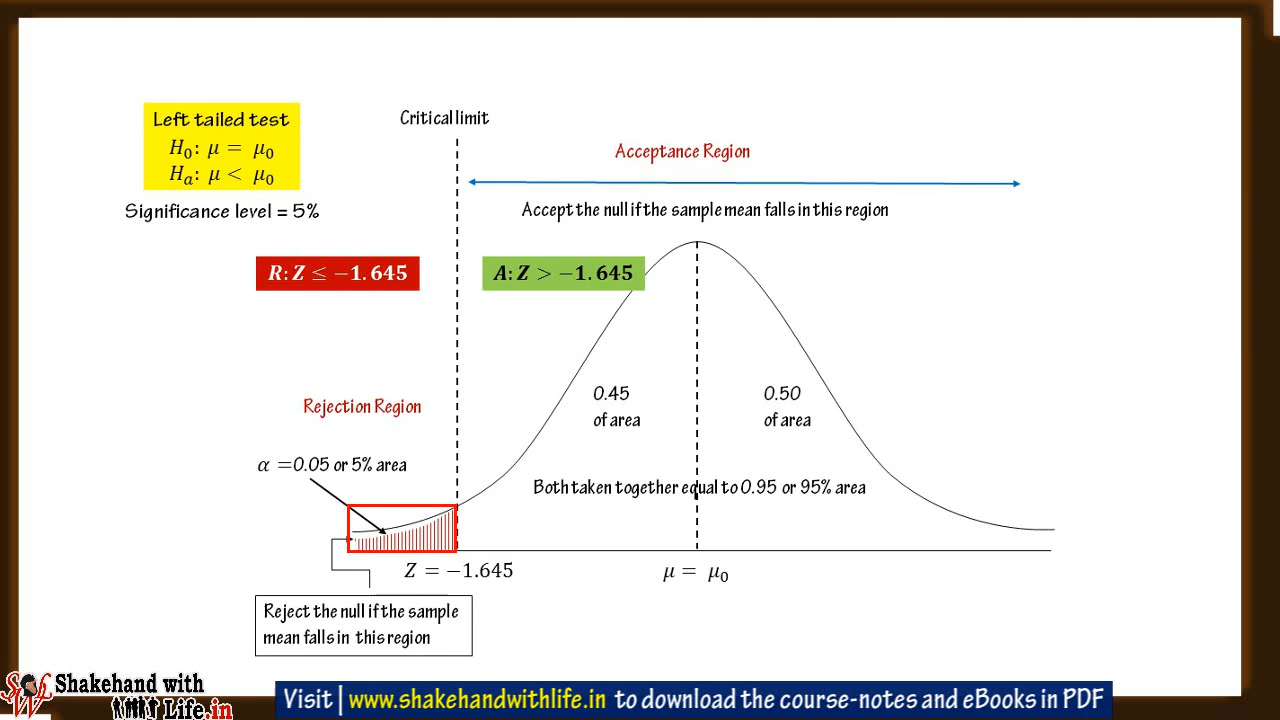 Left tailed test
H₀: μ = μ₀
Hₐ: μ < μ₀
Significance level = 5%
Critical limit
Acceptance Region
Accept the null if the sample mean falls in this region
R: Z ≤ −1.645
A: Z > −1.645
0.45
of area
0.50
of area
Rejection Region
α =0.05 or 5% area
Both taken together equal to 0.95 or 95% area
Z = −1.645
μ = μ₀
Reject the null if the sample
mean falls in this region
Shakehand with
Life.in
Visit | www.shakehandwithlife.in to download the course-notes and eBooks in PDF